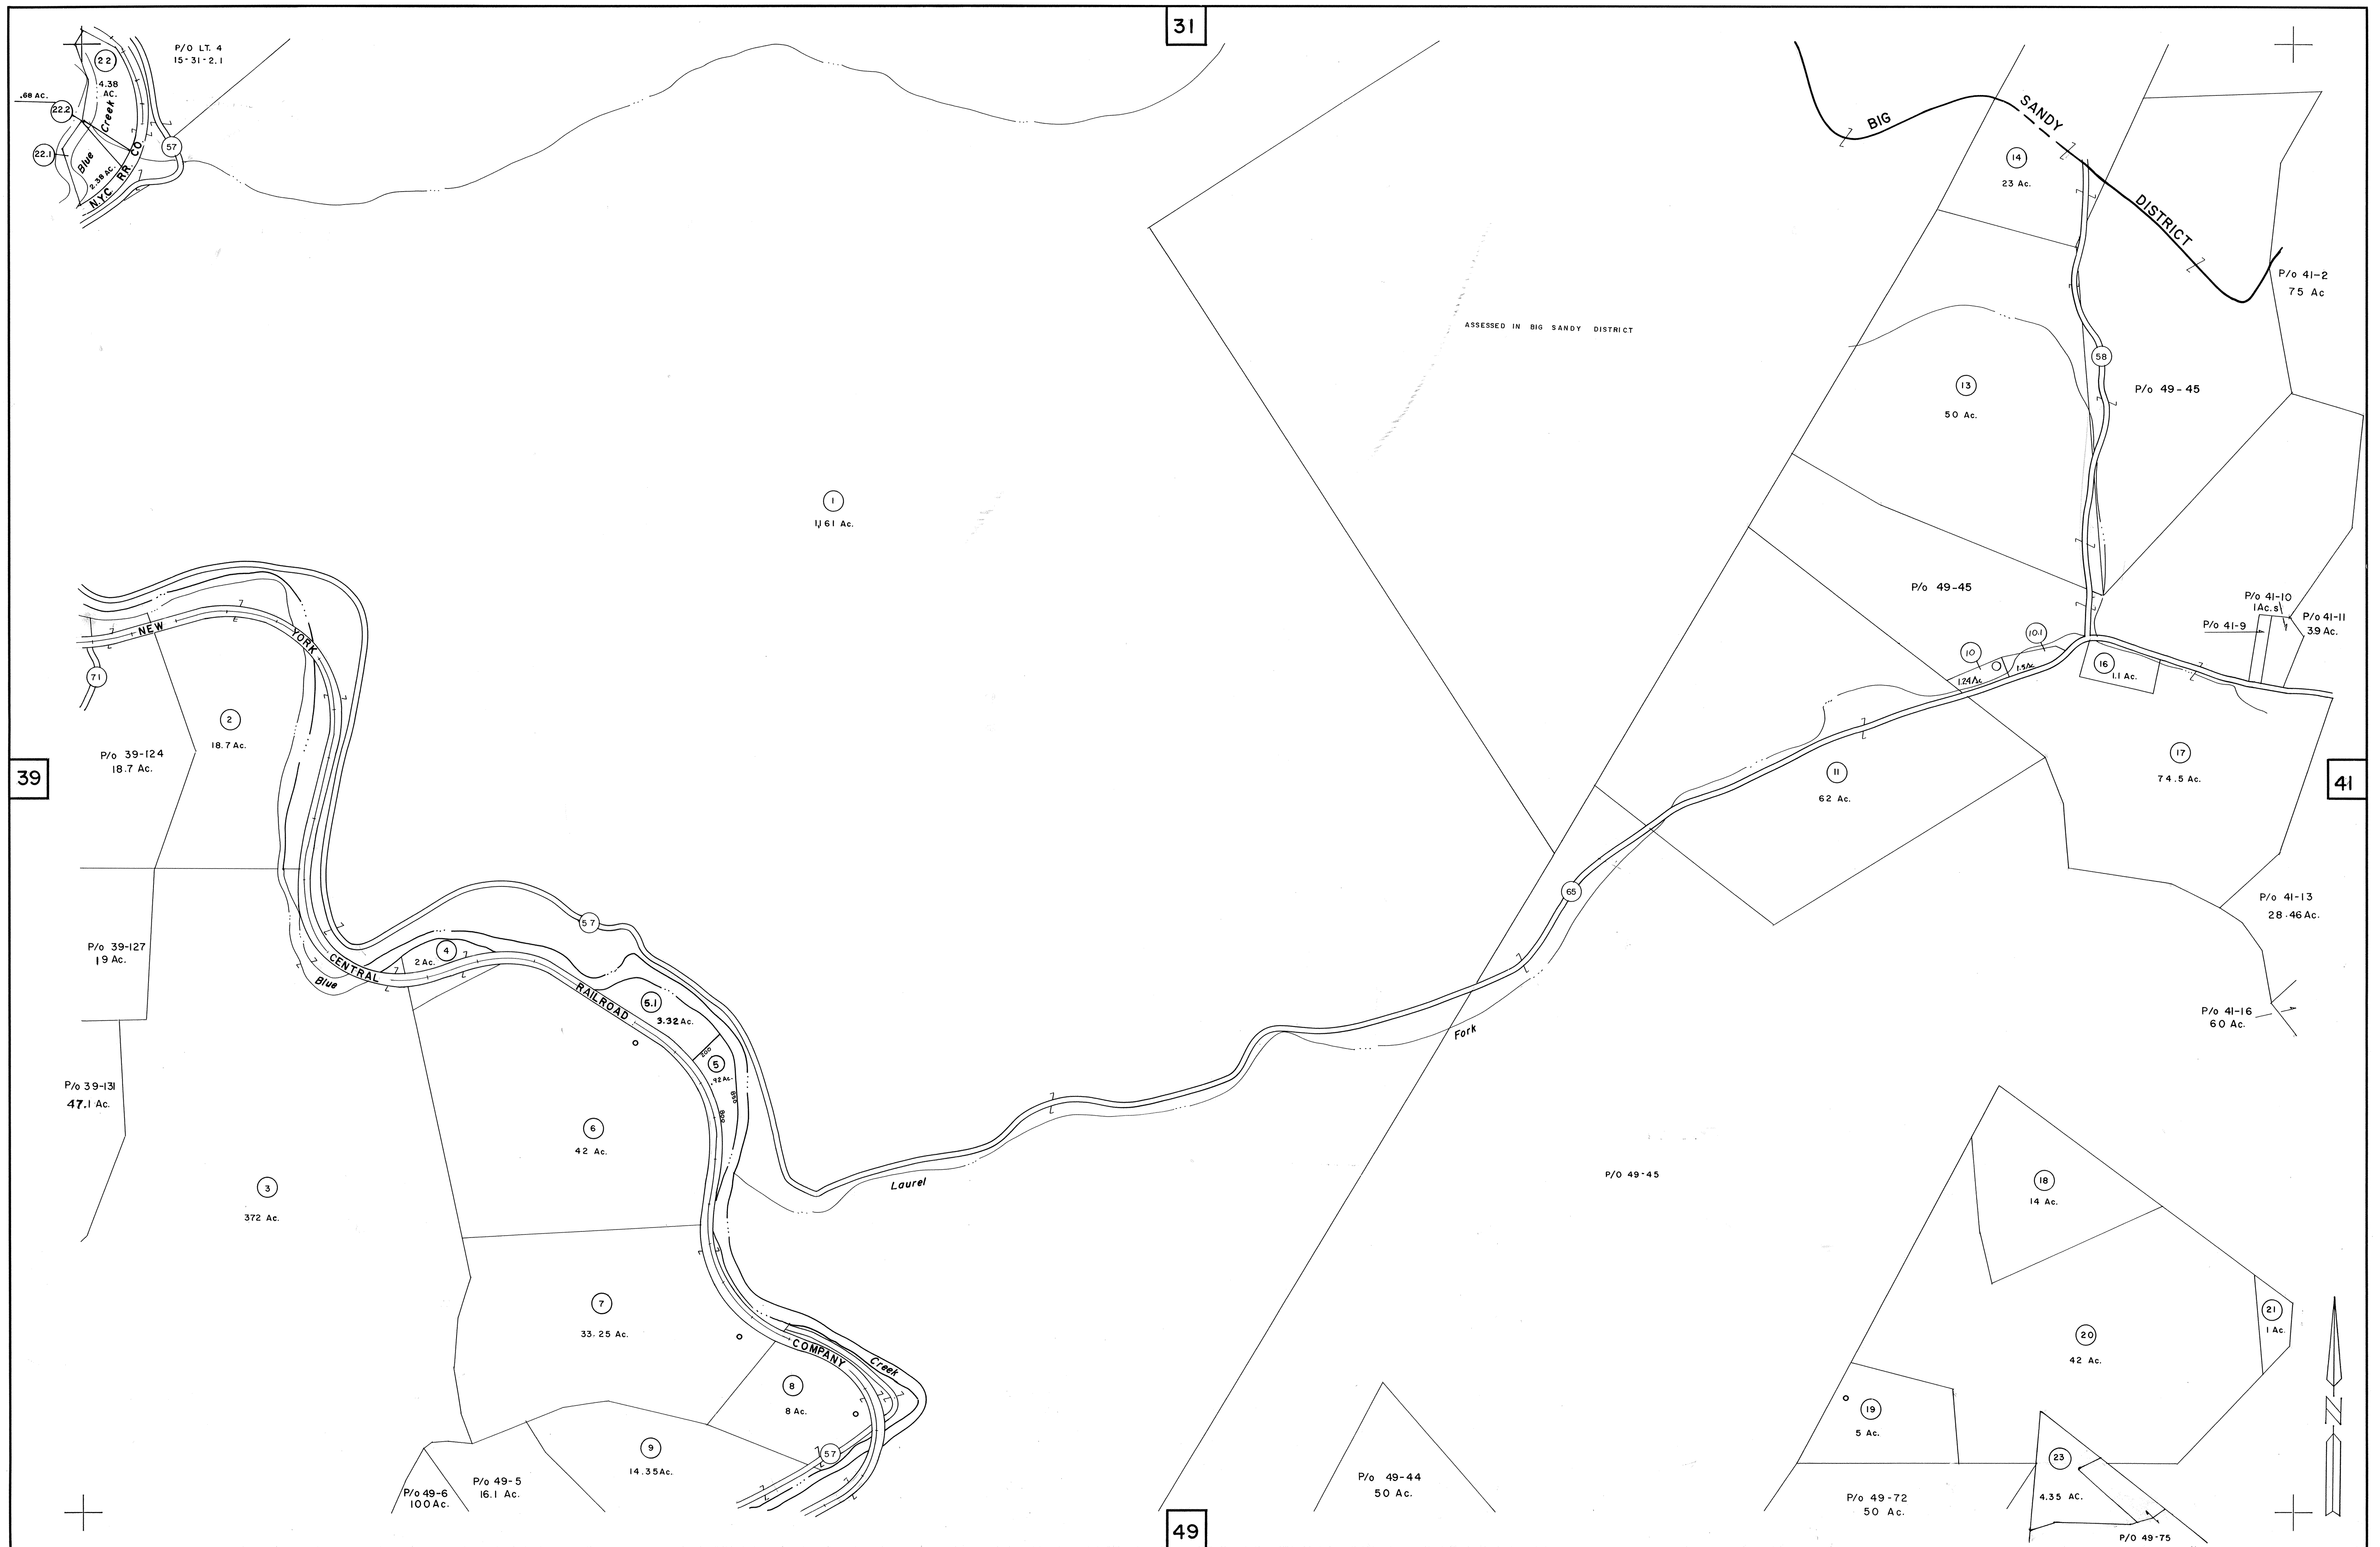 31
P/O LT. 4
15-31-2.1
22
4.38
AC.
.68 AC.
22.2
22.1
Blue Creek
2.38 AC.
N.Y.C. RR. CO.
57
BIG SANDY DISTRICT
14
23 Ac.
P/o 41-2
75 Ac
ASSESSED IN BIG SANDY DISTRICT
58
13
50 Ac.
P/o 49-45
1
1,161 Ac.
P/o 49-45
P/o 41-10
1Ac.s
P/o 41-9
P/o 41-11
39 Ac.
10
1.24Ac
10.1
1.5Ac
16
1.1 Ac.
NEW YORK CENTRAL RAILROAD COMPANY
71
2
18.7 Ac.
P/o 39-124
18.7 Ac.
39
41
17
74.5 Ac.
11
62 Ac.
65
P/o 41-13
28.46 Ac.
57
P/o 39-127
19 Ac.
4
2 Ac.
Blue
5.1
3.32 Ac.
200
5
.92 Ac.
850
800
P/o 41-16
60 Ac.
Fork
P/o 39-131
47.1 Ac.
6
42 Ac.
3
372 Ac.
Laurel
P/O 49-45
18
14 Ac.
7
33.25 Ac.
21
1 Ac.
20
42 Ac.
Creek
8
8 Ac.
19
5 Ac.
N
57
9
14.35 Ac.
P/o 49-5
16.1 Ac.
P/o 49-6
100 Ac.
P/o 49-44
50 Ac.
P/o 49-72
50 Ac.
23
4.35 AC.
P/O 49-75
49